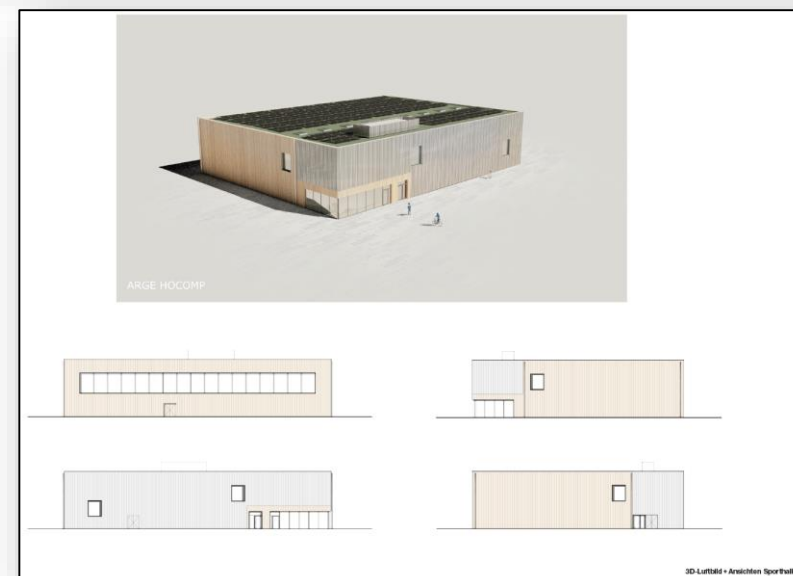 ARGE HOCOMP
3D-Luftbild + Ansichten Sporthall